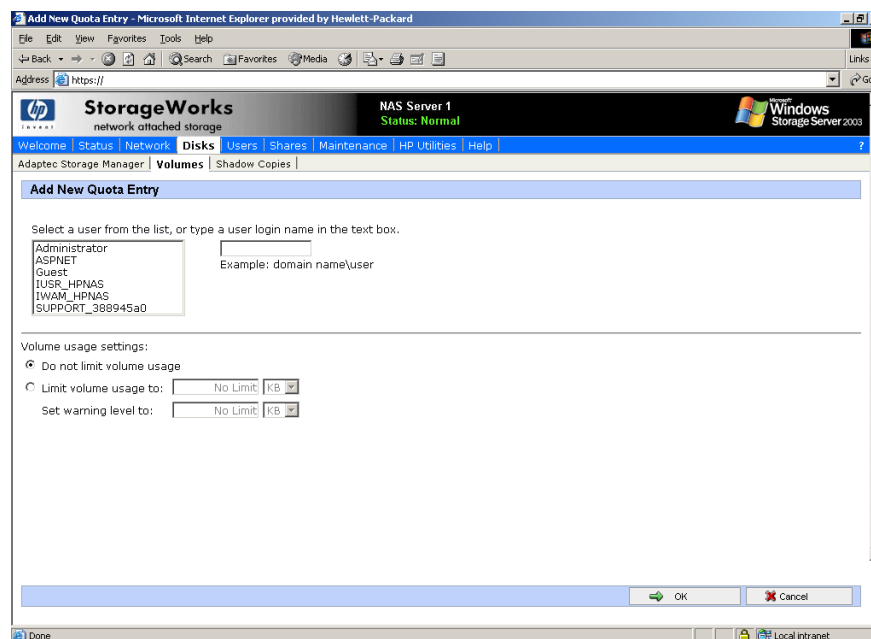 Add New Quota Entry - Microsoft Internet Explorer provided by Hewlett-Packard
File Edit View Favorites Tools Help
Back Search Favorites Media Links
Address https://
hp StorageWorks NAS Server 1 Microsoft Windows
invent network attached storage Status: Normal Storage Server 2003
Welcome Status Network Disks Users Shares Maintenance HP Utilities Help ?
Adaptec Storage Manager Volumes Shadow Copies
Add New Quota Entry
Select a user from the list, or type a user login name in the text box.
Administrator
ASPNET
Guest
IUSR_HPNAS
IWAM_HPNAS
SUPPORT_388945a0
Example: domain name\user
Volume usage settings:
Do not limit volume usage
Limit volume usage to: No Limit KB
Set warning level to: No Limit KB
OK Cancel
Done Local intranet